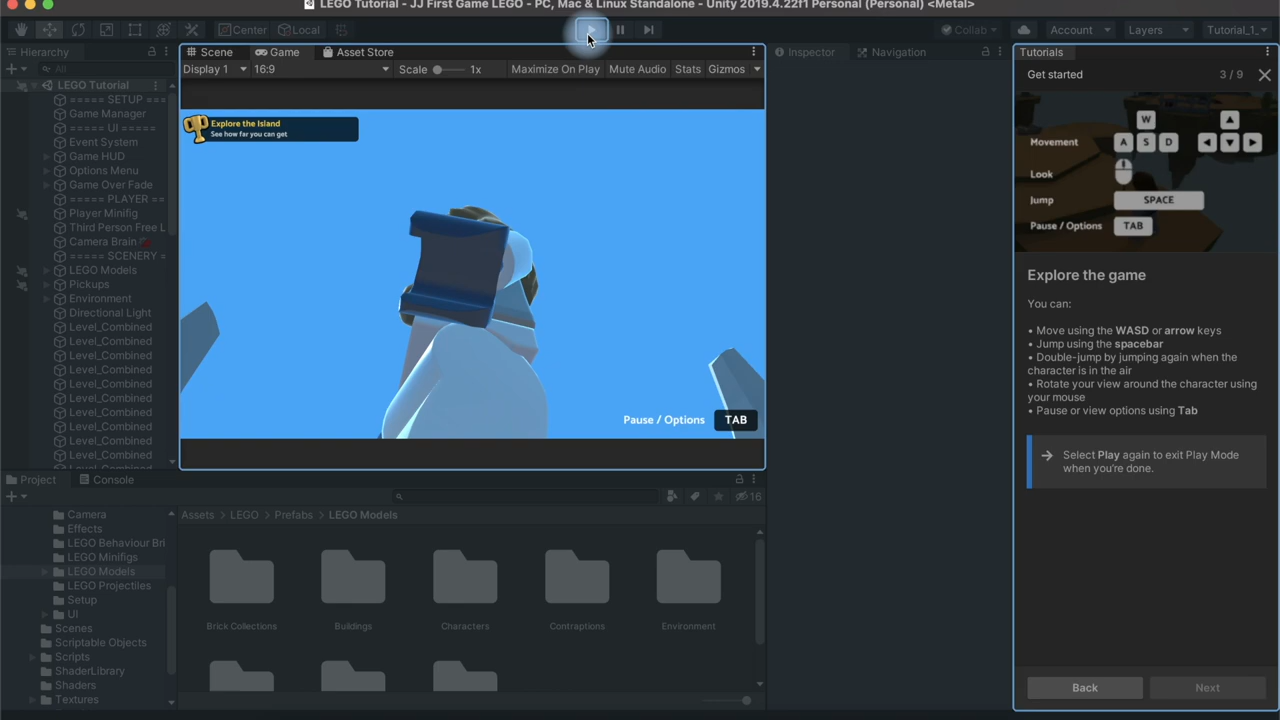 LEGO Tutorial - JJ First Game LEGO - PC, Mac & Linux Standalone - Unity 2019.4.22f1 Personal (Personal) <Metal>
Center
Local
Collab
Account
Layers
Tutorial_1_
Hierarchy
All
LEGO Tutorial
===== SETUP ===
Game Manager
===== UI =====
Event System
Game HUD
Options Menu
Game Over Fade
===== PLAYER ==
Player Minifig
Third Person Free L
Camera Brain
===== SCENERY =
LEGO Models
Pickups
Environment
Directional Light
Level_Combined
Level_Combined
Level_Combined
Level_Combined
Level_Combined
Level_Combined
Level_Combined
Level_Combined
Level_Combined
Level_Combined
Level_Combined
Scene
Game
Asset Store
Display 1
16:9
Scale
1x
Maximize On Play
Mute Audio
Stats
Gizmos
Explore the Island
See how far you can get
Pause / Options TAB
Inspector
Navigation
Tutorials
Get started
3 / 9
W
Movement A S D
Look
Jump SPACE
Pause / Options TAB
Explore the game
You can:
• Move using the WASD or arrow keys
• Jump using the spacebar
• Double-jump by jumping again when the
character is in the air
• Rotate your view around the character using
your mouse
• Pause or view options using Tab
Select Play again to exit Play Mode
when you're done.
Back
Next
Project
Console
16
Camera
Effects
LEGO Behaviour Bri
LEGO Minifigs
LEGO Models
LEGO Projectiles
Setup
UI
Scenes
Scriptable Objects
Scripts
ShaderLibrary
Shaders
Textures
Assets > LEGO > Prefabs > LEGO Models
Brick Collections
Buildings
Characters
Contraptions
Environment